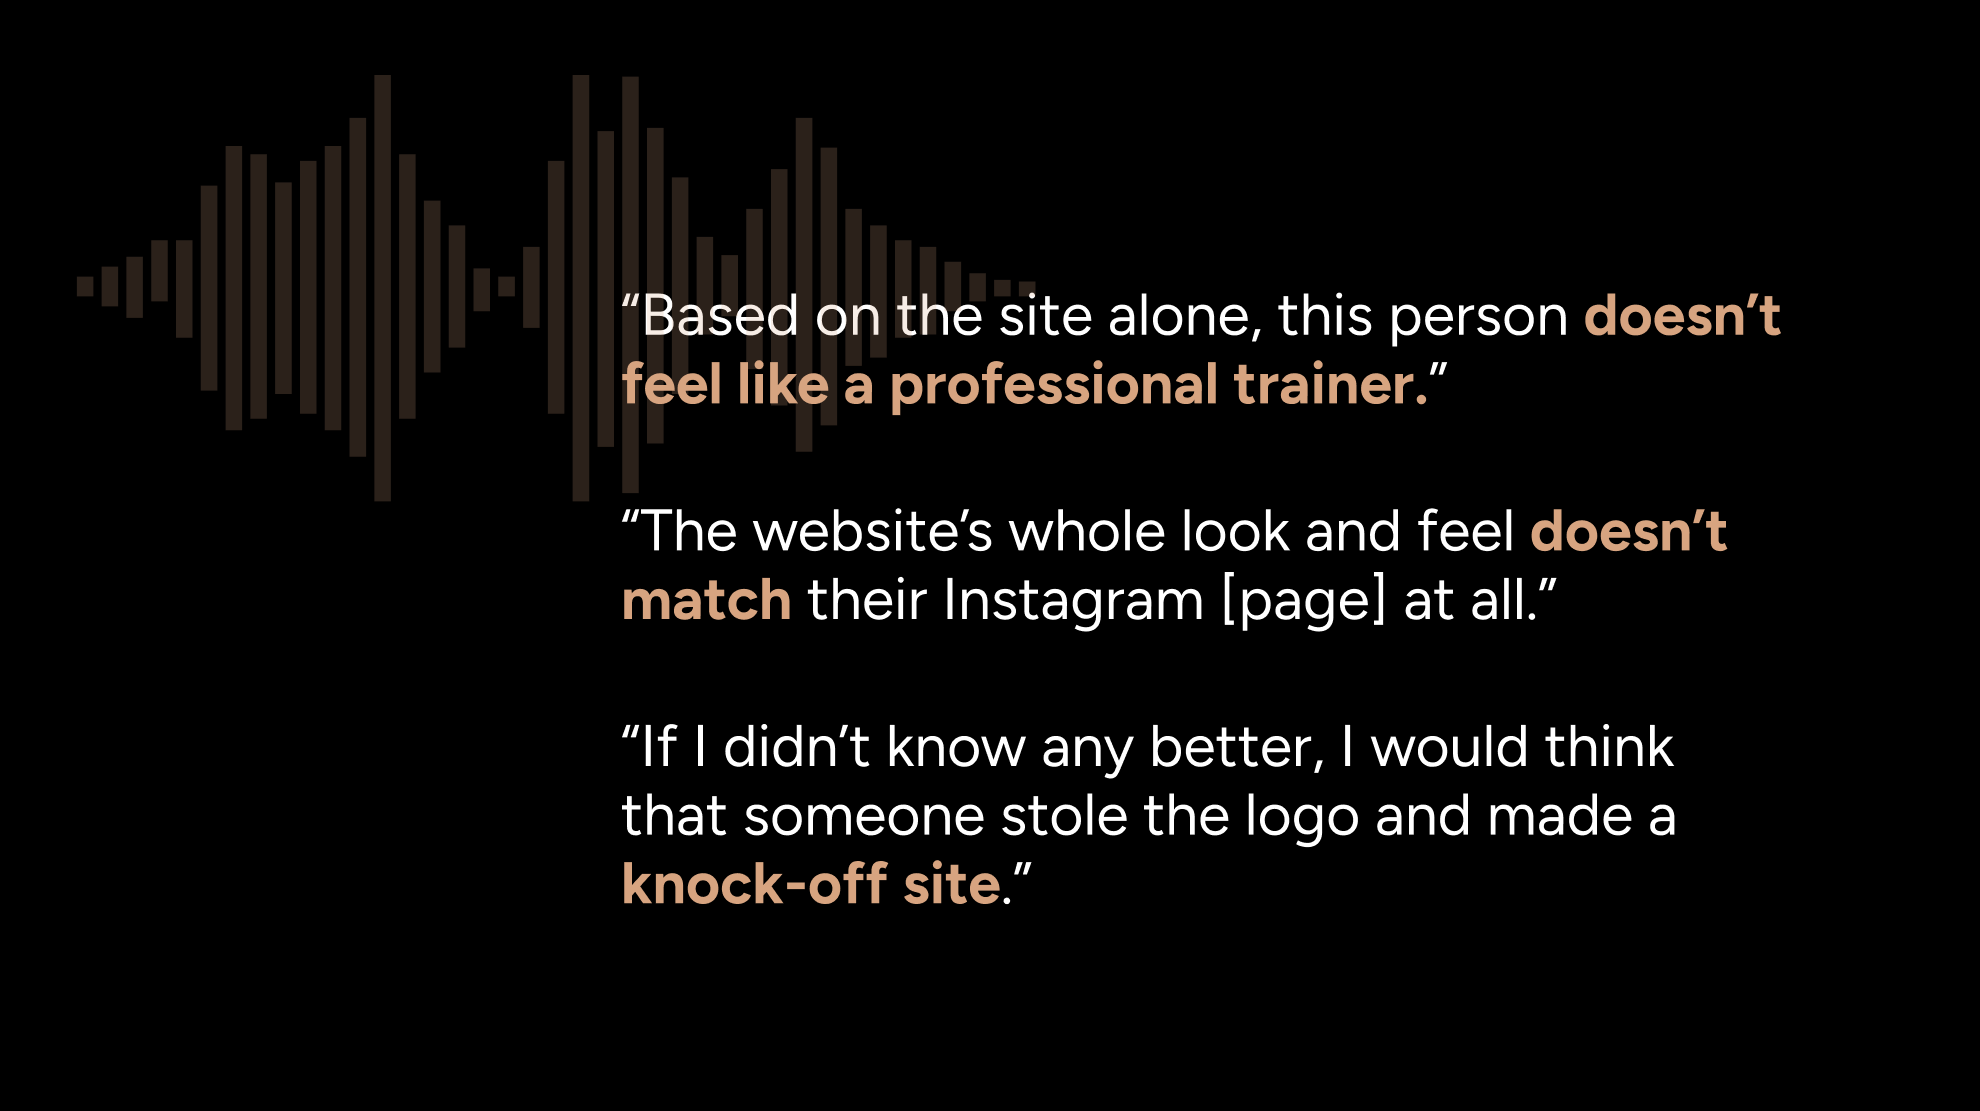 “Based on the site alone, this person doesn’t
feel like a professional trainer.”
“The website’s whole look and feel doesn’t
match their Instagram [page] at all.”
“If I didn’t know any better, I would think
that someone stole the logo and made a
knock-off site.”